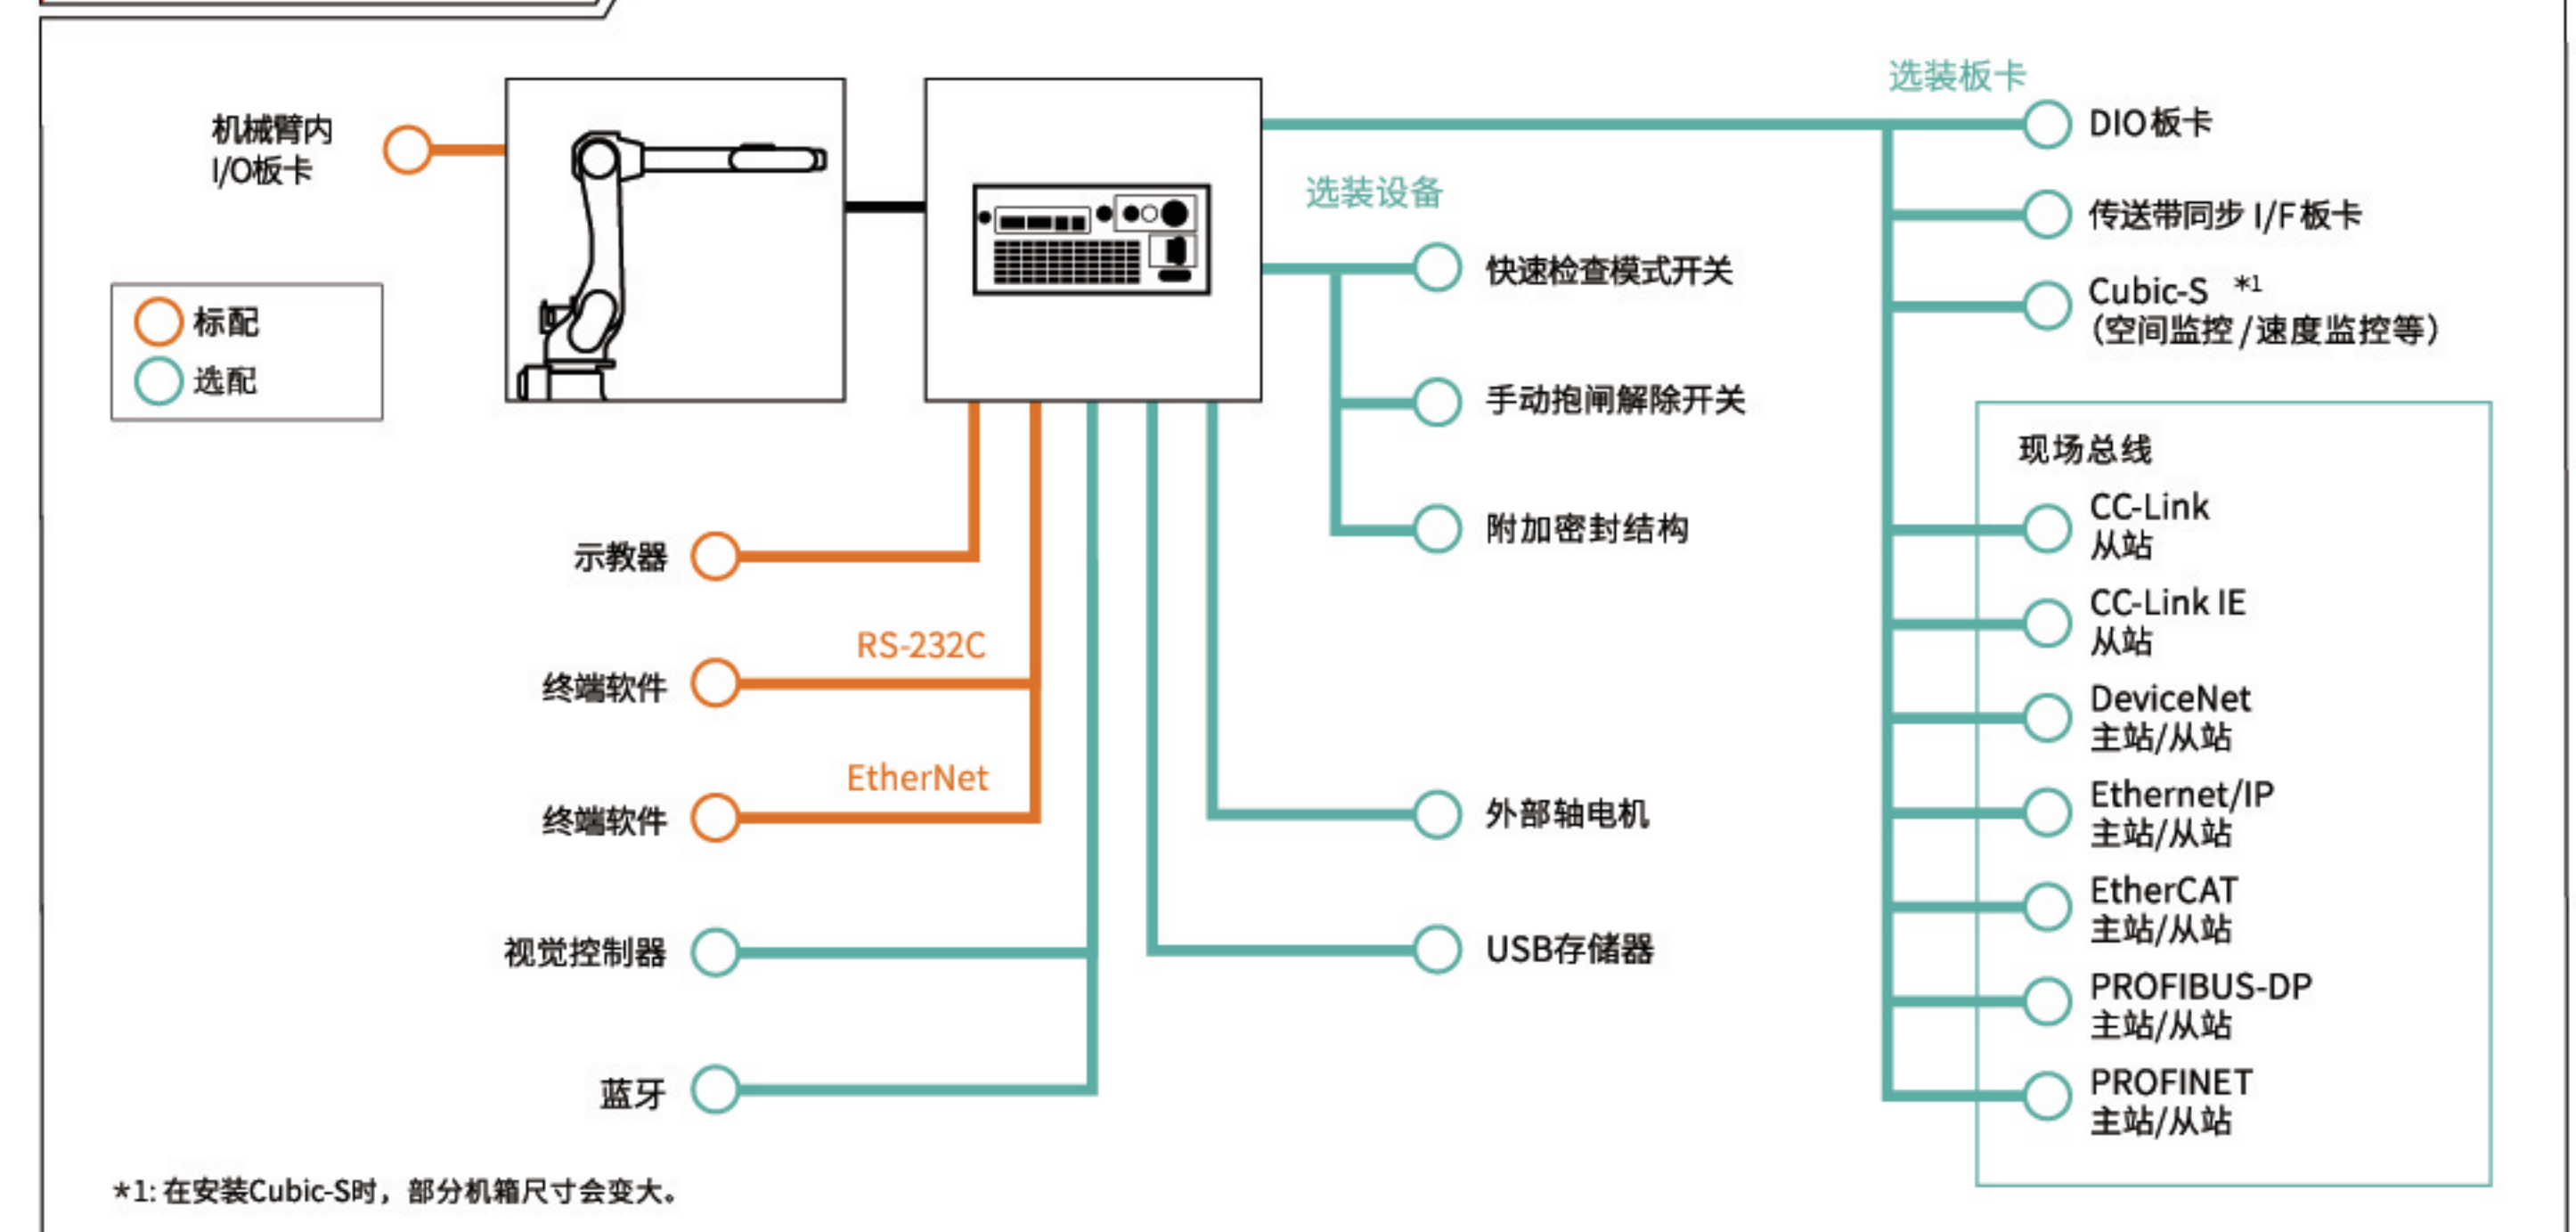 机械臂内
I/O板卡
标配
选配
示教器
RS-232C
终端软件
EtherNet
终端软件
视觉控制器
蓝牙
选装设备
快速检查模式开关
手动抱闸解除开关
附加密封结构
外部轴电机
USB存储器
选装板卡
DIO板卡
传送带同步 I/F板卡
Cubic-S *1
（空间监控/速度监控等）
现场总线
CC-Link
从站
CC-Link IE
从站
DeviceNet
主站/从站
Ethernet/IP
主站/从站
EtherCAT
主站/从站
PROFIBUS-DP
主站/从站
PROFINET
主站/从站
*1: 在安装Cubic-S时，部分机箱尺寸会变大。